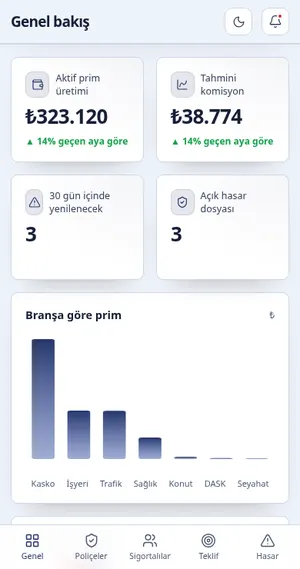 Genel bakış
Aktif prim
üretimi
₺323.120
▲ 14% geçen aya göre
Tahmini
komisyon
₺38.774
▲ 14% geçen aya göre
30 gün içinde
yenilenecek
3
Açık hasar
dosyası
3
Branşa göre prim
₺
Kasko İşyeri Trafik Sağlık Konut DASK Seyahat
Genel Poliçeler Sigortalılar Teklif Hasar